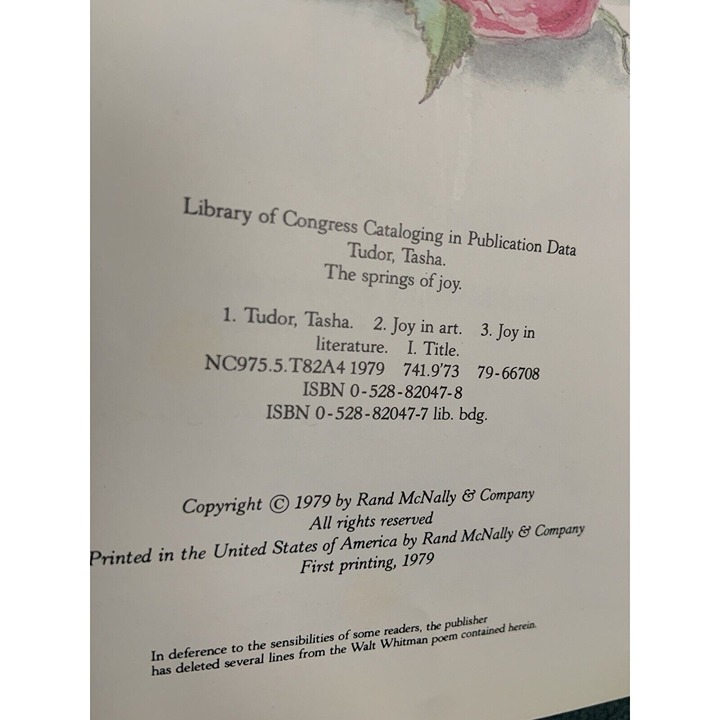 Library of Congress Cataloging in Publication Data
Tudor, Tasha.
The springs of joy.
1. Tudor, Tasha. 2. Joy in art. 3. Joy in
literature. I. Title.
NC975.5.T82A4 1979 741.9'73 79-66708
ISBN 0-528-82047-8
ISBN 0-528-82047-7 lib. bdg.
Copyright © 1979 by Rand McNally & Company
All rights reserved
Printed in the United States of America by Rand McNally & Company
First printing, 1979
In deference to the sensibilities of some readers, the publisher
has deleted several lines from the Walt Whitman poem contained herein.